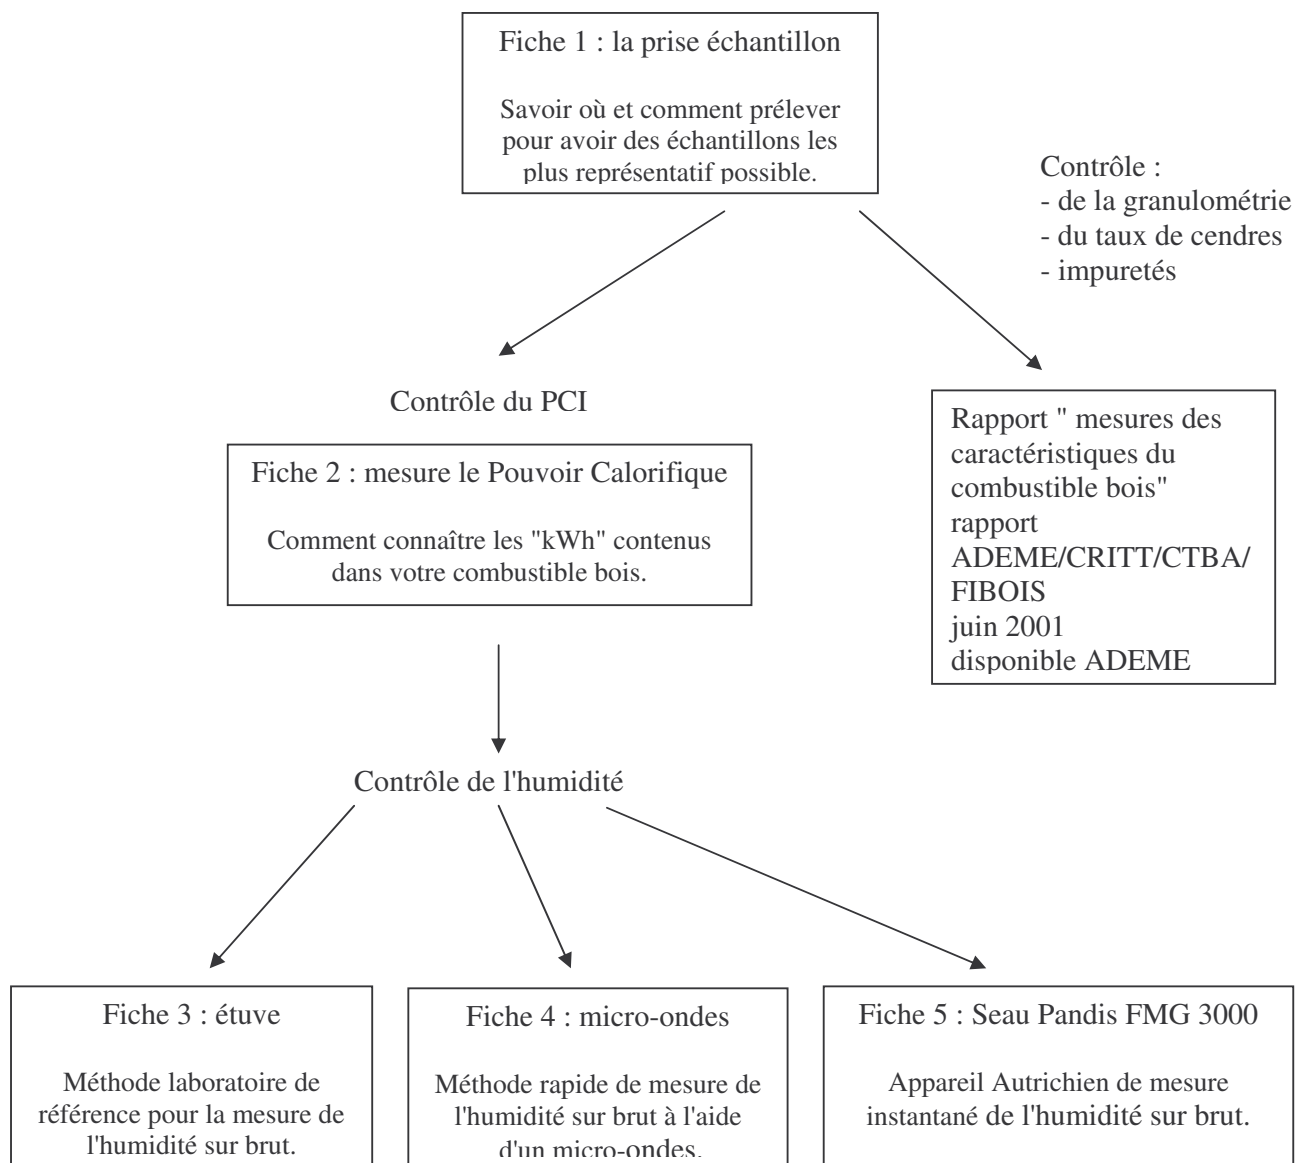 Fiche 1 : la prise échantillon
Savoir où et comment prélever
pour avoir des échantillons les
plus représentatif possible.
Contrôle :
- de la granulométrie
- du taux de cendres
- impuretés
Contrôle du PCI
Fiche 2 : mesure le Pouvoir Calorifique
Comment connaître les "kWh" contenus
dans votre combustible bois.
Rapport " mesures des
caractéristiques du
combustible bois"
rapport
ADEME/CRITT/CTBA/
FIBOIS
juin 2001
disponible ADEME
Contrôle de l'humidité
Fiche 3 : étuve
Méthode laboratoire de
référence pour la mesure de
l'humidité sur brut.
Fiche 4 : micro-ondes
Méthode rapide de mesure de
l'humidité sur brut à l'aide
d'un micro-ondes.
Fiche 5 : Seau Pandis FMG 3000
Appareil Autrichien de mesure
instantané de l'humidité sur brut.